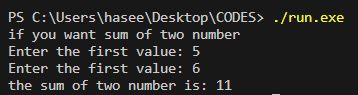 PS C:\Users\hasee\Desktop\CODES> ./run.exe
if you want sum of two number
Enter the first value: 5
Enter the first value: 6
the sum of two number is: 11